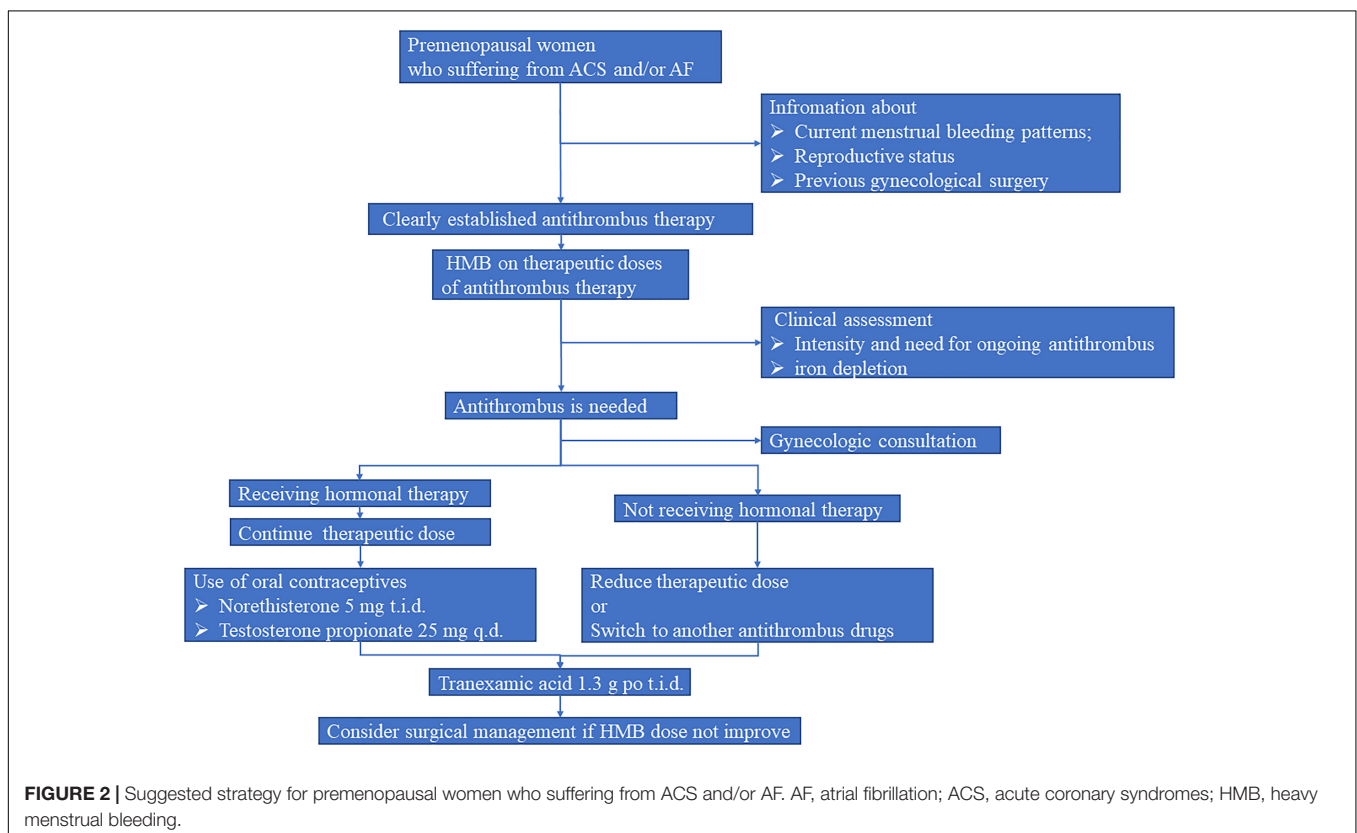 Premenopausal women
who suffering from ACS and/or AF
Infromation about
➤ Current menstrual bleeding patterns;
➤ Reproductive status
➤ Previous gynecological surgery
Clearly established antithrombus therapy
HMB on therapeutic doses
of antithrombus therapy
Clinical assessment
➤ Intensity and need for ongoing antithrombus
➤ iron depletion
Antithrombus is needed
Gynecologic consultation
Receiving hormonal therapy
Not receiving hormonal therapy
Continue therapeutic dose
Use of oral contraceptives
➤ Norethisterone 5 mg t.i.d.
➤ Testosterone propionate 25 mg q.d.
Reduce therapeutic dose
or
Switch to another antithrombus drugs
Tranexamic acid 1.3 g po t.i.d.
Consider surgical management if HMB dose not improve
FIGURE 2 | Suggested strategy for premenopausal women who suffering from ACS and/or AF. AF, atrial fibrillation; ACS, acute coronary syndromes; HMB, heavy
menstrual bleeding.